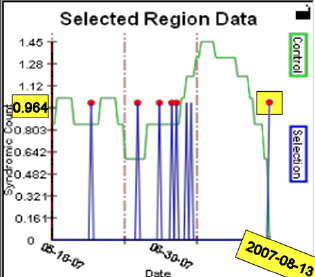 Selected Region Data
1.45
1.28
1.12
0.964
0.803
0.642
0.482
0.321
0.161
0
Syndromic Count
Control
Selection
05-16-07
06-30-07
2007-08-13
Date